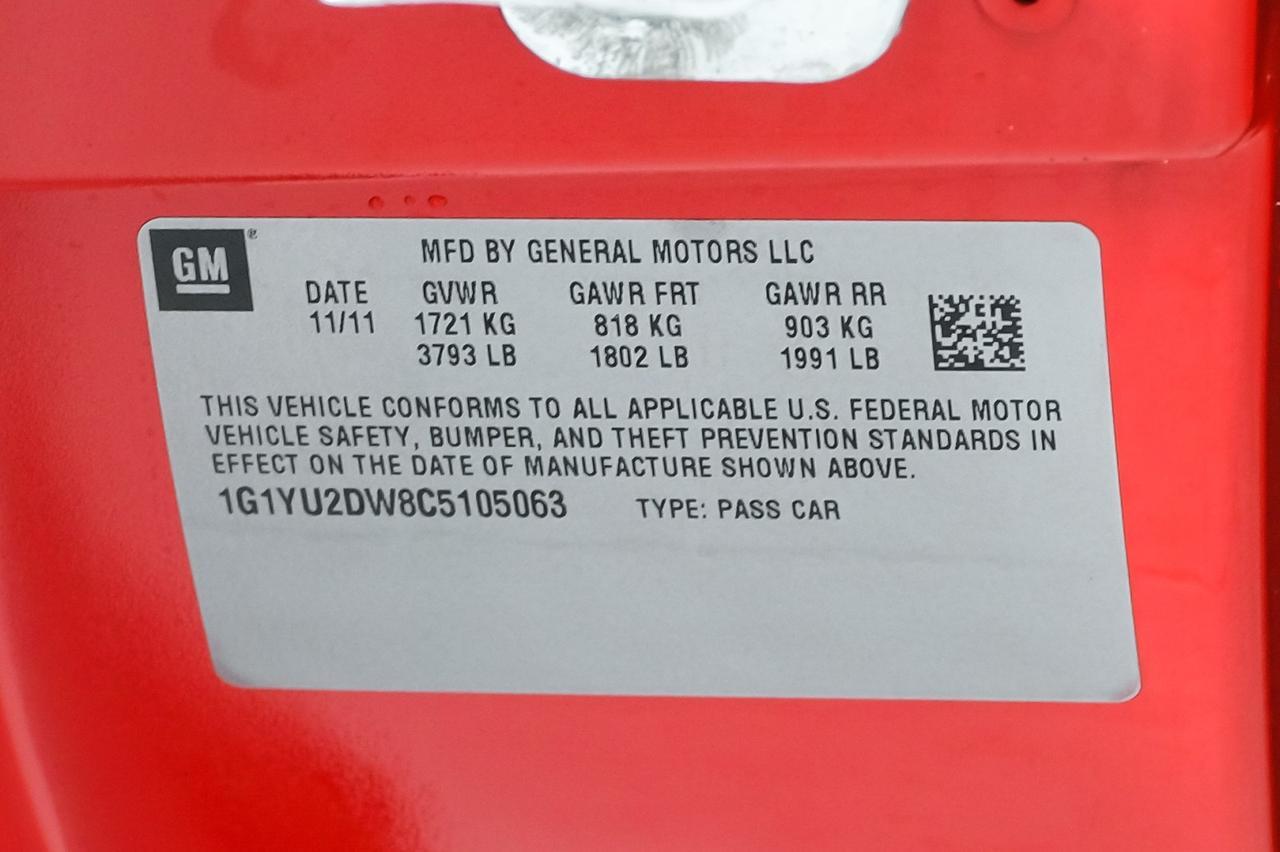 GM®
MFD BY GENERAL MOTORS LLC
DATE GVWR GAWR FRT GAWR RR
11/11 1721 KG 818 KG 903 KG
3793 LB 1802 LB 1991 LB
THIS VEHICLE CONFORMS TO ALL APPLICABLE U.S. FEDERAL MOTOR
VEHICLE SAFETY, BUMPER, AND THEFT PREVENTION STANDARDS IN
EFFECT ON THE DATE OF MANUFACTURE SHOWN ABOVE.
1G1YU2DW8C5105063 TYPE: PASS CAR